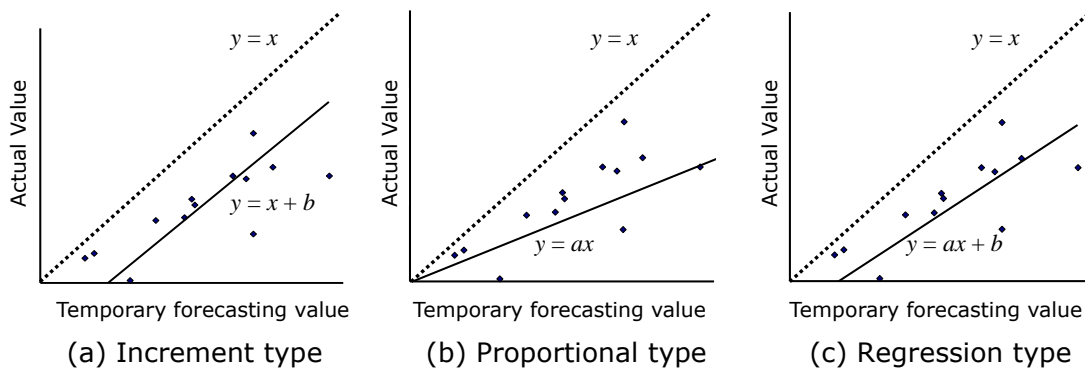 y = x
Actual Value
y = x + b
Temporary forecasting value
(a) Increment type
y = x
Actual Value
y = ax
Temporary forecasting value
(b) Proportional type
y = x
Actual Value
y = ax + b
Temporary forecasting value
(c) Regression type